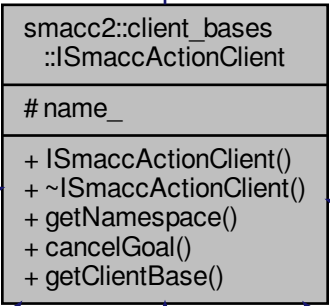 smacc2::client_bases
::ISmaccActionClient
# name_
+ ISmaccActionClient()
+ ~ISmaccActionClient()
+ getNamespace()
+ cancelGoal()
+ getClientBase()